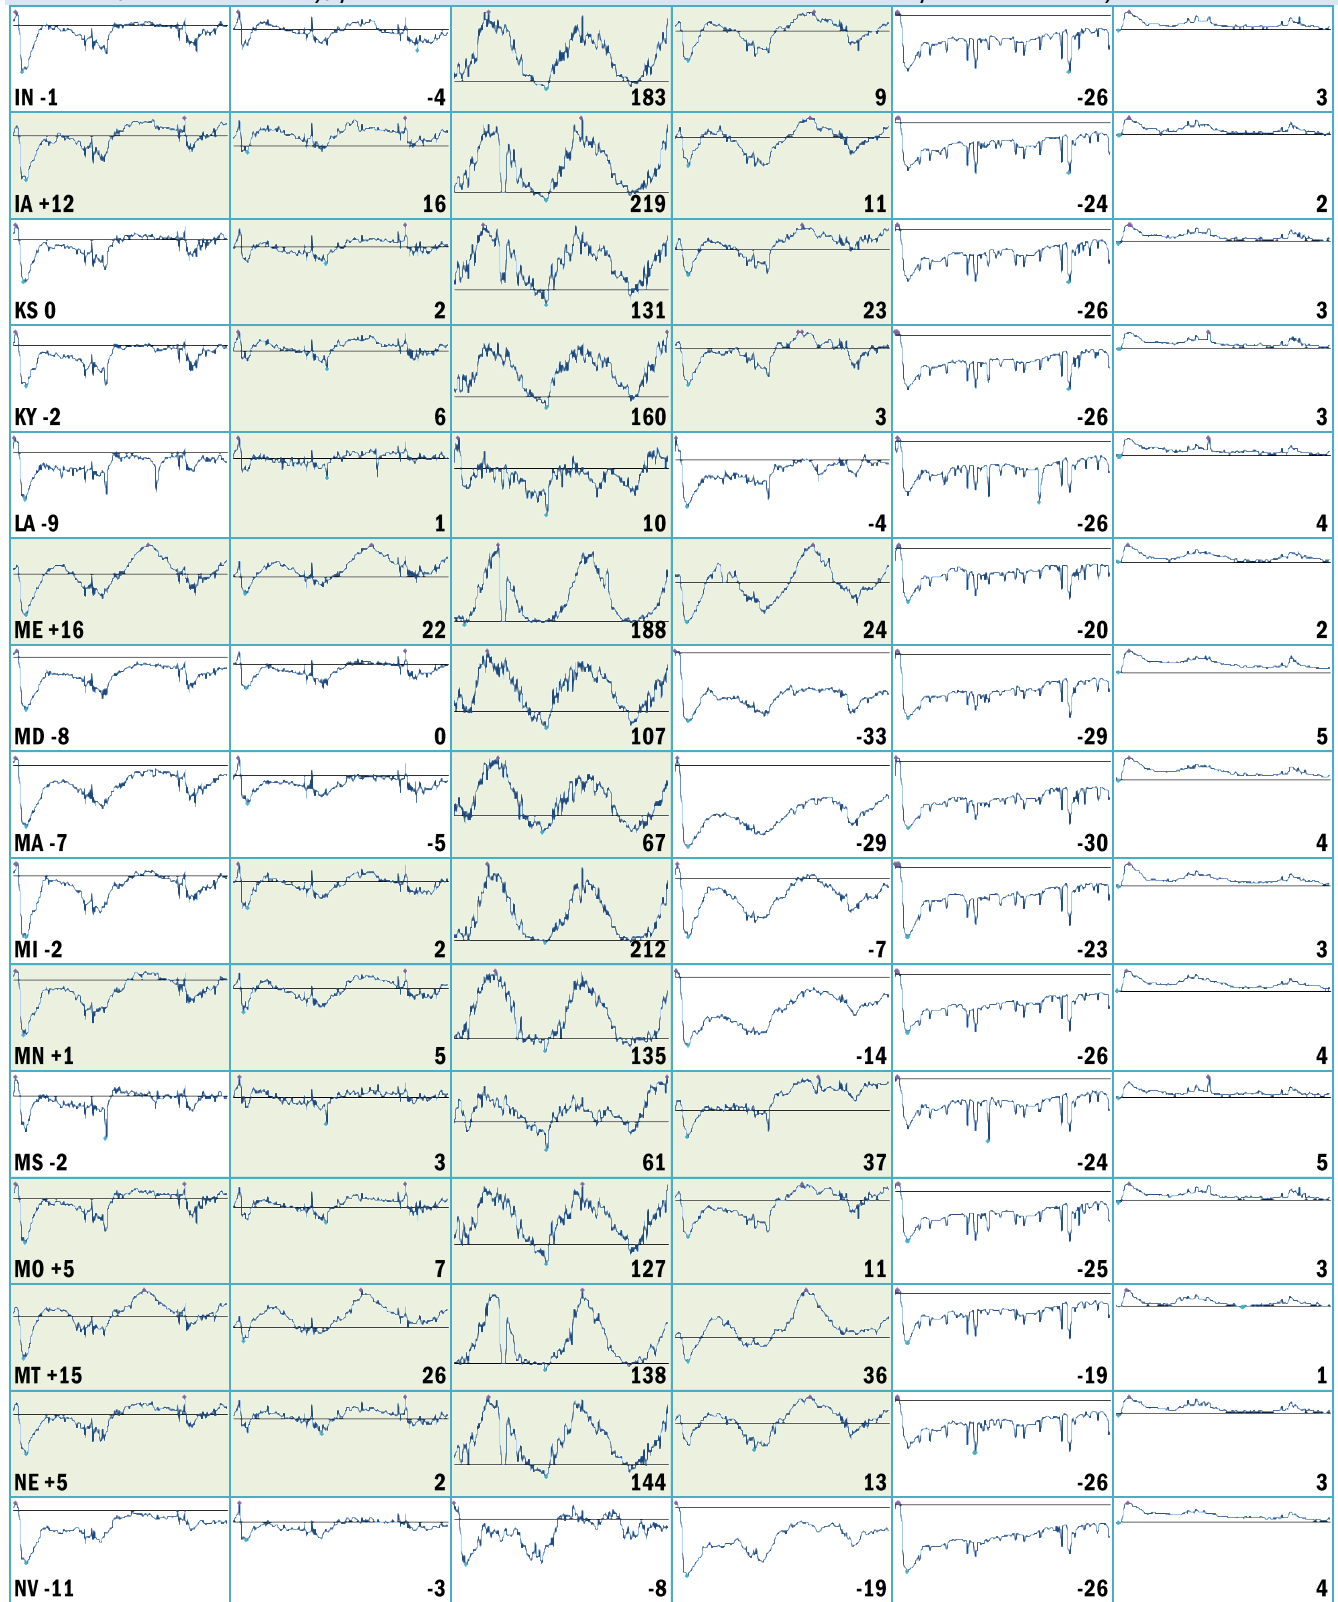 IN -1 -4 183 9 -26 3
IA +12 16 219 11 -24 2
KS 0 2 131 23 -26 3
KY -2 6 160 3 -26 3
LA -9 1 10 -4 -26 4
ME +16 22 188 24 -20 2
MD -8 0 107 -33 -29 5
MA -7 -5 67 -29 -30 4
MI -2 2 212 -7 -23 3
MN +1 5 135 -14 -26 4
MS -2 3 61 37 -24 5
MO +5 7 127 11 -25 3
MT +15 26 138 36 -19 1
NE +5 2 144 13 -26 3
NV -11 -3 -8 -19 -26 4